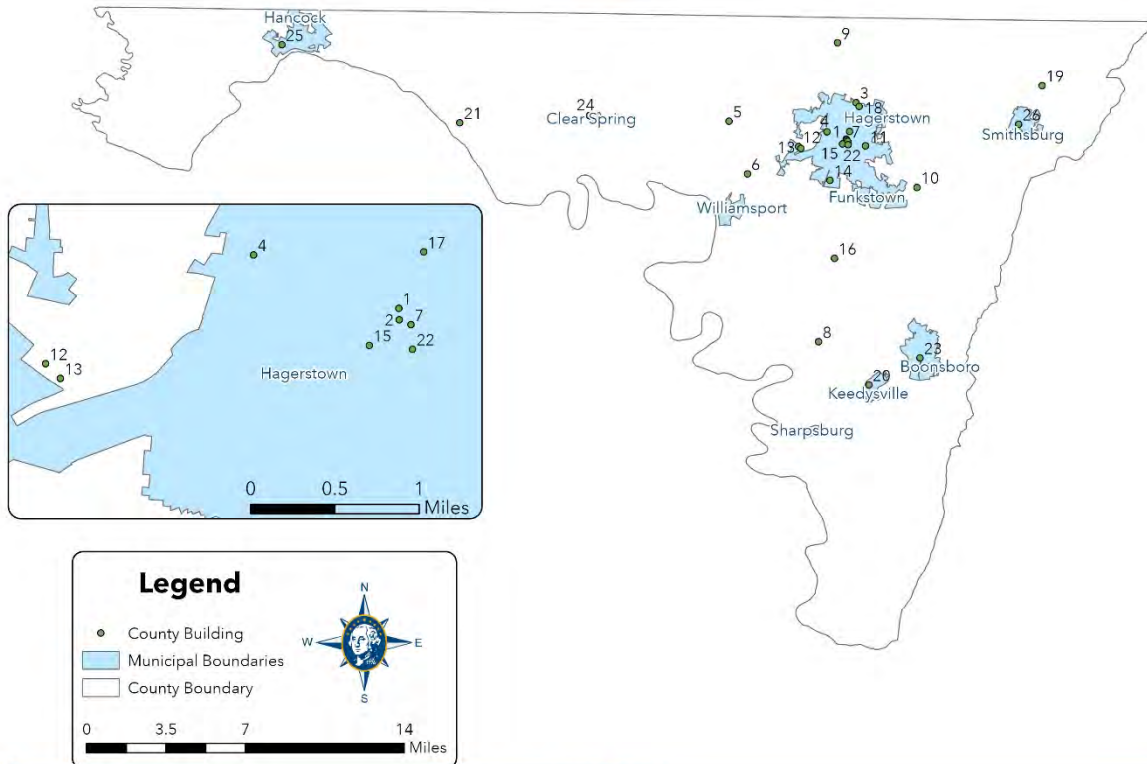 Hancock
25
9
19
21
24
Clear Spring
5
3
18
Hagerstown
4
1
7
11
12
13
15
22
26
Smithsburg
6
14
10
Funkstown
Williamsport
16
8
23
Boonsboro
20
Keedysville
Sharpsburg
4
17
1
2
7
15
22
12
13
Hagerstown
0 0.5 1
Miles
Legend
N
W E
S
County Building
Municipal Boundaries
County Boundary
0 3.5 7 14
Miles